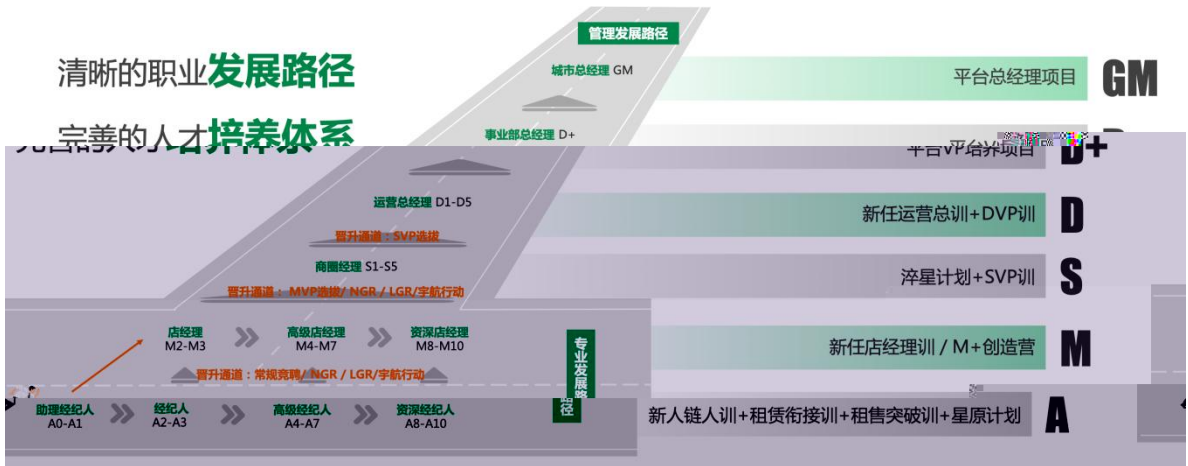 清晰的职业发展路径
完善的人才培养体系
管理发展路径
城市总经理 GM
事业部总经理 D+
运营总经理 D1-D5
晋升通道：SVP选拔
商圈经理 S1-S5
晋升通道：MVP选拔/ NGR / LGR/宇航行动
店经理
M2-M3
高级店经理
M4-M7
资深店经理
M8-M10
晋升通道：常规竞聘/ NGR / LGR/宇航行动
助理经纪人
A0-A1
经纪人
A2-A3
高级经纪人
A4-A7
资深经纪人
A8-A10
专业发展路径
平台总经理项目 GM
平台VP培养项目 D+
新任运营总训+DVP训 D
淬星计划+SVP训 S
新任店经理训 / M+创造营 M
新人链人训+租赁衔接训+租售突破训+星原计划 A